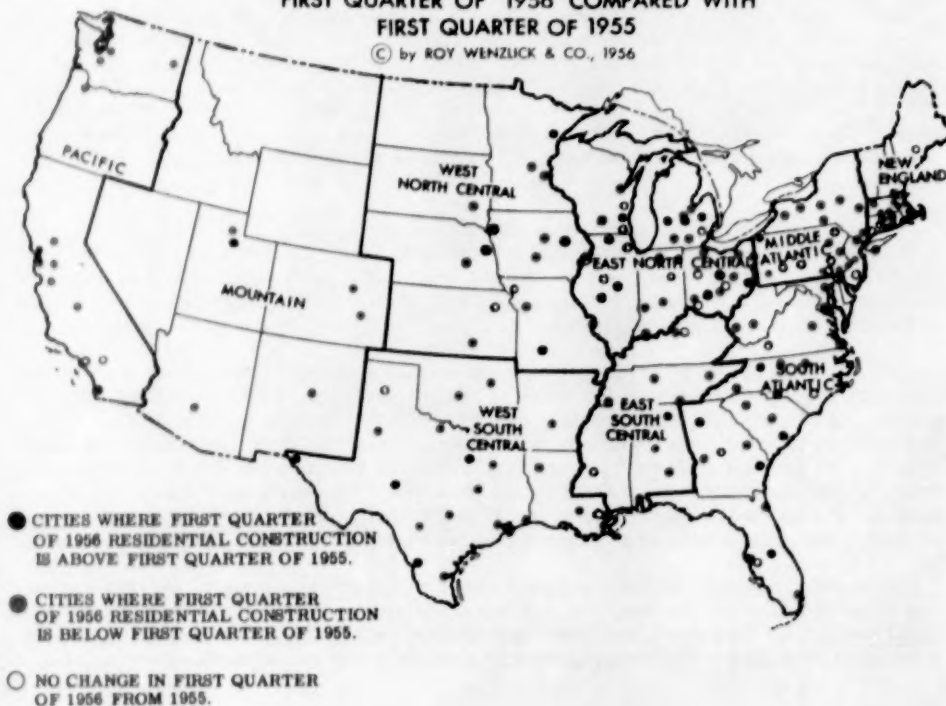 FIRST QUARTER OF 1956 COMPARED WITH
FIRST QUARTER OF 1955
© by ROY WENZLICK & CO., 1956
PACIFIC
WEST
NORTH CENTRAL
NEW
ENGLAND
MIDDLE
ATLANTIC
EAST NORTH CENTRAL
MOUNTAIN
SOUTH
ATLANTIC
WEST
SOUTH
CENTRAL
EAST
SOUTH
CENTRAL
CITIES WHERE FIRST QUARTER
OF 1956 RESIDENTIAL CONSTRUCTION
IS ABOVE FIRST QUARTER OF 1955.
CITIES WHERE FIRST QUARTER
OF 1956 RESIDENTIAL CONSTRUCTION
IS BELOW FIRST QUARTER OF 1955.
NO CHANGE IN FIRST QUARTER
OF 1956 FROM 1955.